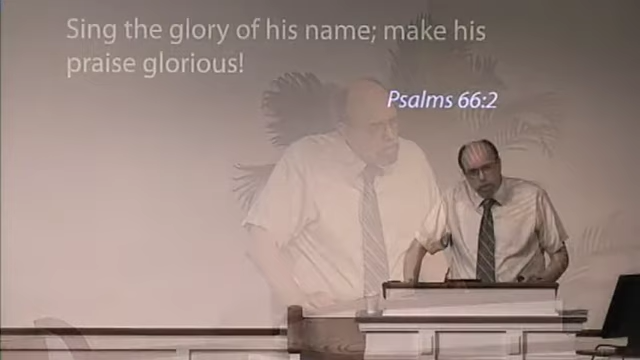 Sing the glory of his name; make his
praise glorious!
Psalms 66:2